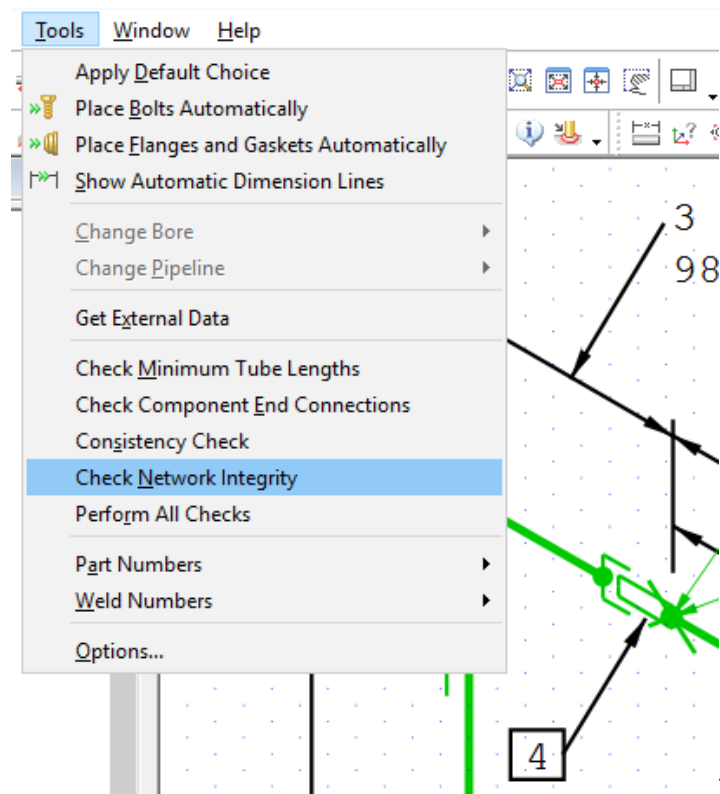 Tools Window Help
Apply Default Choice
Place Bolts Automatically
Place Flanges and Gaskets Automatically
Show Automatic Dimension Lines
Change Bore
Change Pipeline
Get External Data
Check Minimum Tube Lengths
Check Component End Connections
Consistency Check
Check Network Integrity
Perform All Checks
Part Numbers
Weld Numbers
Options...
3
98
4